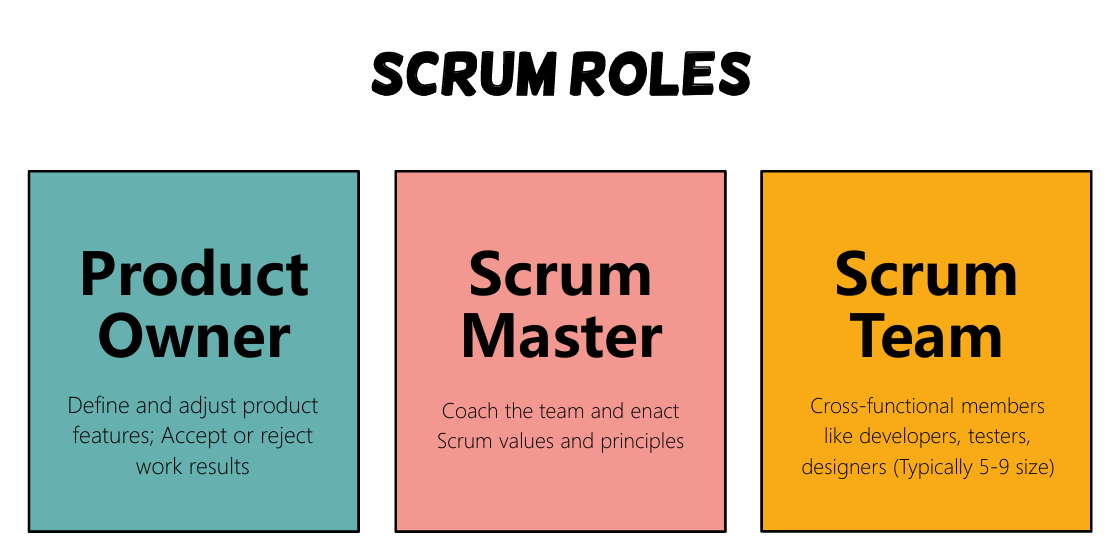 SCRUM ROLES
Product
Owner
Define and adjust product
features; Accept or reject
work results
Scrum
Master
Coach the team and enact
Scrum values and principles
Scrum
Team
Cross-functional members
like developers, testers,
designers (Typically 5-9 size)